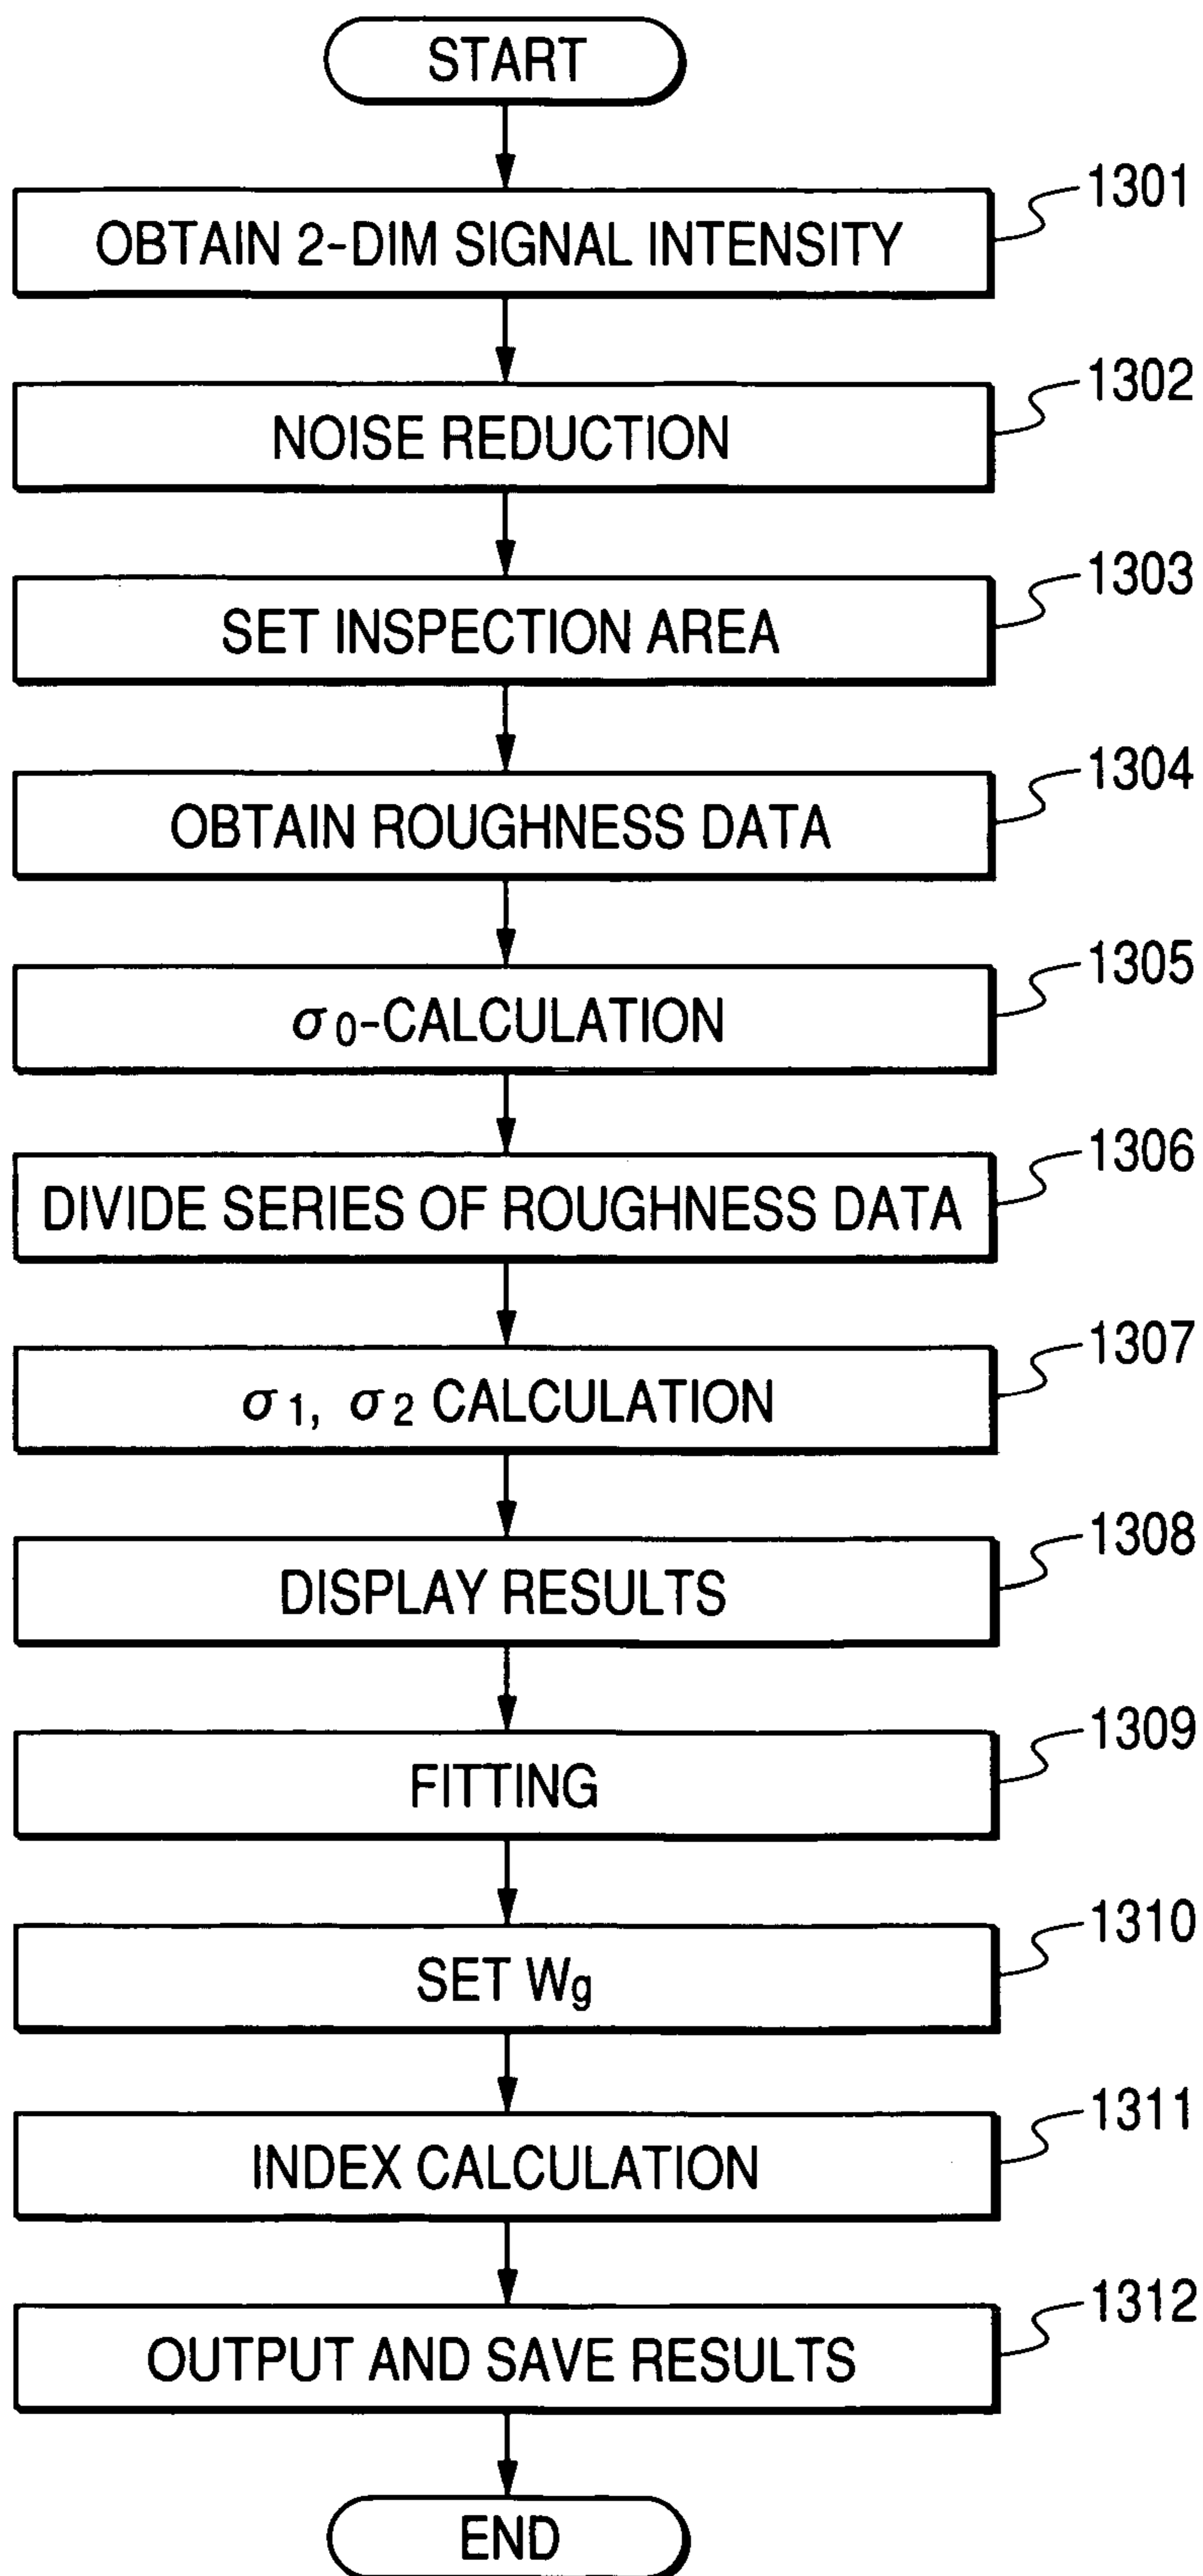 START
1301
OBTAIN 2-DIM SIGNAL INTENSITY
1302
NOISE REDUCTION
1303
SET INSPECTION AREA
1304
OBTAIN ROUGHNESS DATA
1305
σ0-CALCULATION
1306
DIVIDE SERIES OF ROUGHNESS DATA
1307
σ1, σ2 CALCULATION
1308
DISPLAY RESULTS
1309
FITTING
1310
SET Wg
1311
INDEX CALCULATION
1312
OUTPUT AND SAVE RESULTS
END